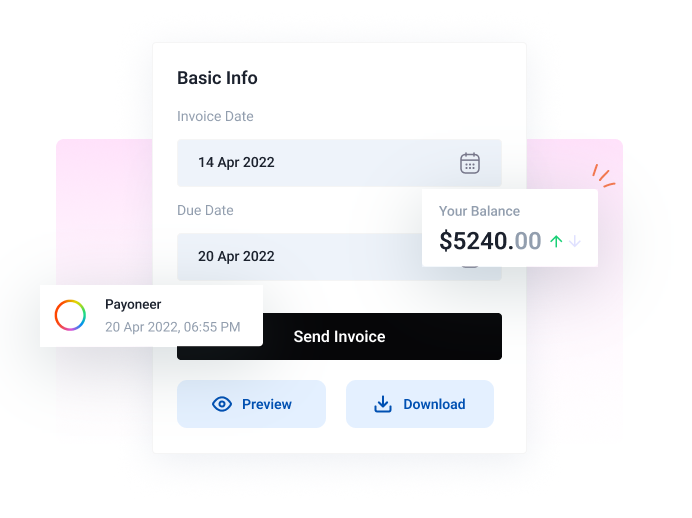 Basic Info
Invoice Date
14 Apr 2022
Due Date
Your Balance
$5240.00
20 Apr 2022
Payoneer
20 Apr 2022, 06:55 PM
Send Invoice
Preview
Download